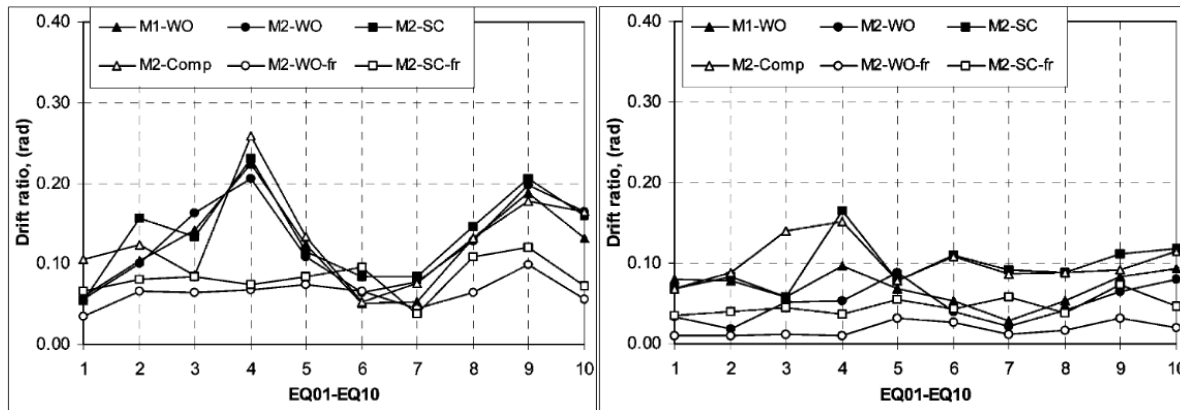 0.40
0.30
0.20
0.10
0.00
Drift ratio, (rad)
M1-WO M2-WO M2-SC
M2-Comp M2-WO-fr M2-SC-fr
1 2 3 4 5 6 7 8 9 10
EQ01-EQ10
0.40
0.30
0.20
0.10
0.00
Drift ratio, (rad)
M1-WO M2-WO M2-SC
M2-Comp M2-WO-fr M2-SC-fr
1 2 3 4 5 6 7 8 9 10
EQ01-EQ10